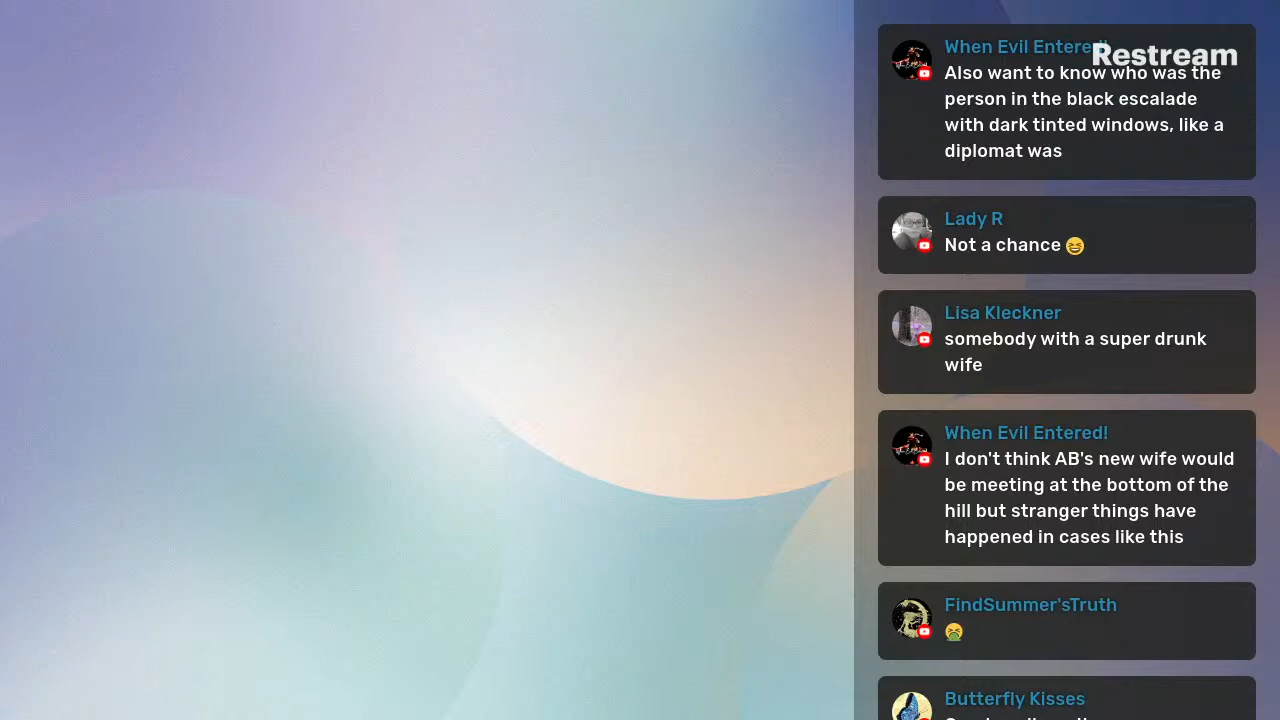 When Evil Entered!
Restream
Also want to know who was the
person in the black escalade
with dark tinted windows, like a
diplomat was
Lady R
Not a chance 😆
Lisa Kleckner
somebody with a super drunk
wife
When Evil Entered!
I don't think AB's new wife would
be meeting at the bottom of the
hill but stranger things have
happened in cases like this
FindSummer'sTruth
🤮
Butterfly Kisses